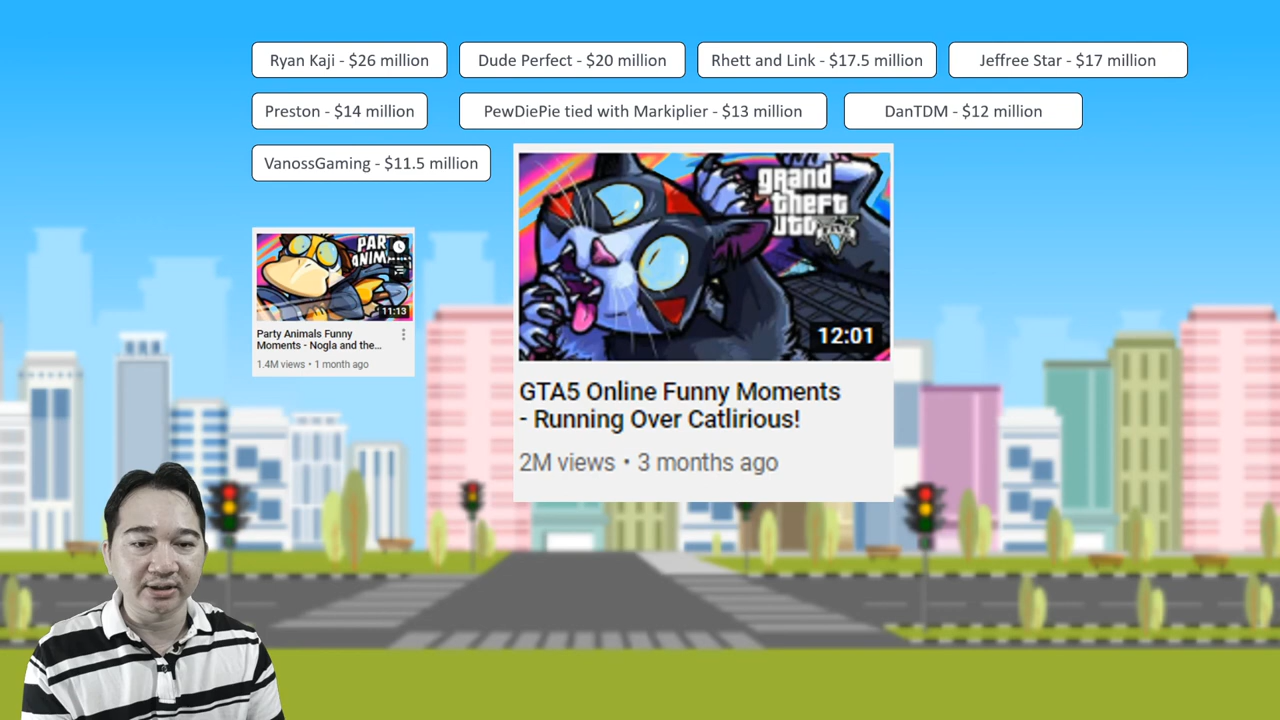 Ryan Kaji - $26 million
Dude Perfect - $20 million
Rhett and Link - $17.5 million
Jeffree Star - $17 million
Preston - $14 million
PewDiePie tied with Markiplier - $13 million
DanTDM - $12 million
VanossGaming - $11.5 million
PAR
ANIM
11:13
Party Animals Funny
Moments - Nogla and the...
1.4M views • 1 month ago
grand
theft
auto
V
12:01
GTA5 Online Funny Moments
- Running Over Catlirious!
2M views • 3 months ago